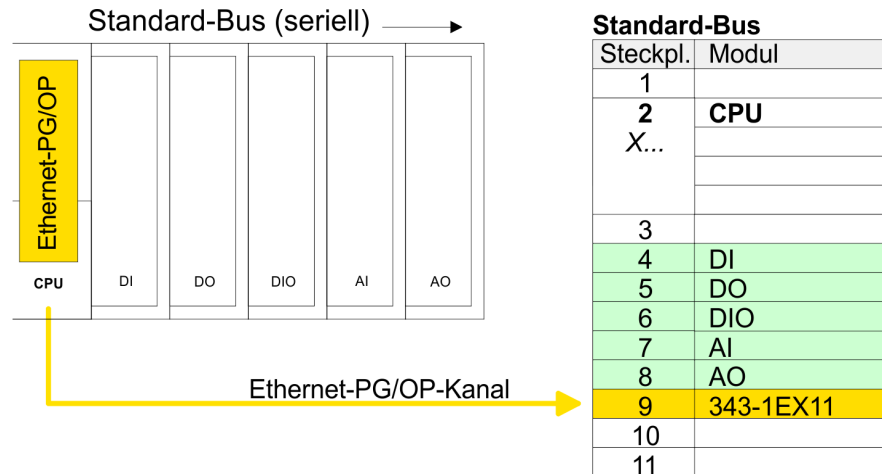 Standard-Bus (seriell)
Ethernet-PG/OP
CPU
DI
DO
DIO
AI
AO
Ethernet-PG/OP-Kanal
Standard-Bus
Steckpl. Modul
1
2 CPU
X...
3
4 DI
5 DO
6 DIO
7 AI
8 AO
9 343-1EX11
10
11